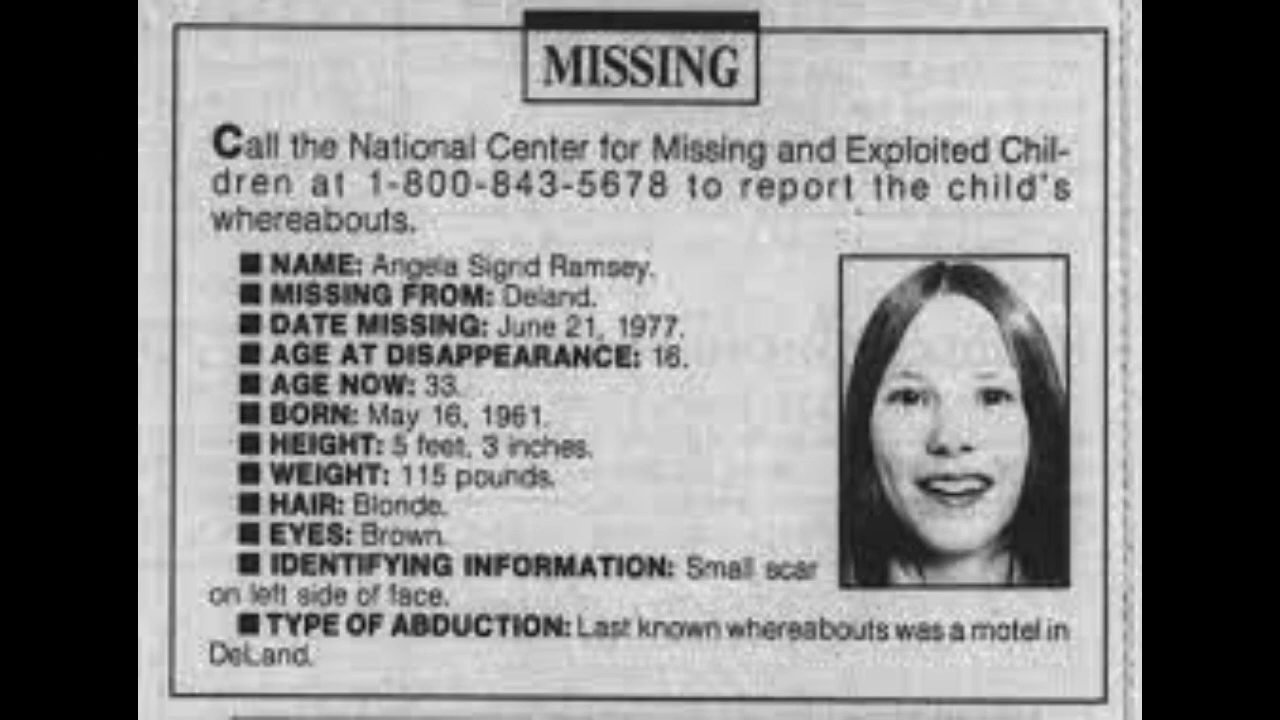 MISSING
Call the National Center for Missing and Exploited Chil-
dren at 1-800-843-5678 to report the child's
whereabouts.
■ NAME: Angela Sigrid Ramsey.
■ MISSING FROM: Deland.
■ DATE MISSING: June 21, 1977.
■ AGE AT DISAPPEARANCE: 16.
■ AGE NOW: 33.
■ BORN: May 16, 1961.
■ HEIGHT: 5 feet, 3 inches.
■ WEIGHT: 115 pounds.
■ HAIR: Blonde.
■ EYES: Brown.
■ IDENTIFYING INFORMATION: Small scar
on left side of face.
■ TYPE OF ABDUCTION: Last known whereabouts was a motel in
DeLand.